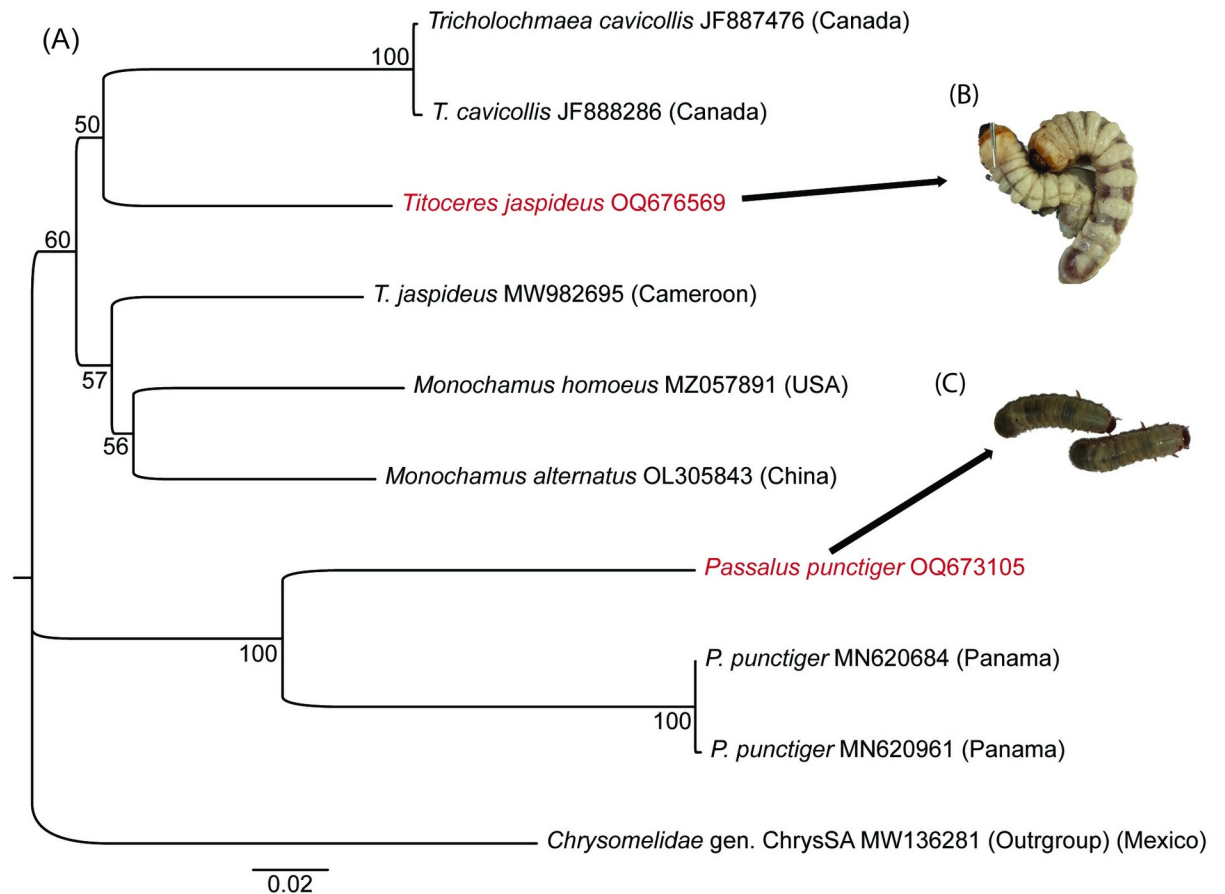 (A)
Tricholochmaea cavicollis JF887476 (Canada)
100
T. cavicollis JF888286 (Canada)
(B)
50
Titoceres jaspideus OQ676569
60
T. jaspideus MW982695 (Cameroon)
57
Monochamus homoeus MZ057891 (USA)
(C)
56
Monochamus alternatus OL305843 (China)
Passalus punctiger OQ673105
100
P. punctiger MN620684 (Panama)
100
P. punctiger MN620961 (Panama)
Chrysomelidae gen. ChrysSA MW136281 (Outrgroup) (Mexico)
0.02